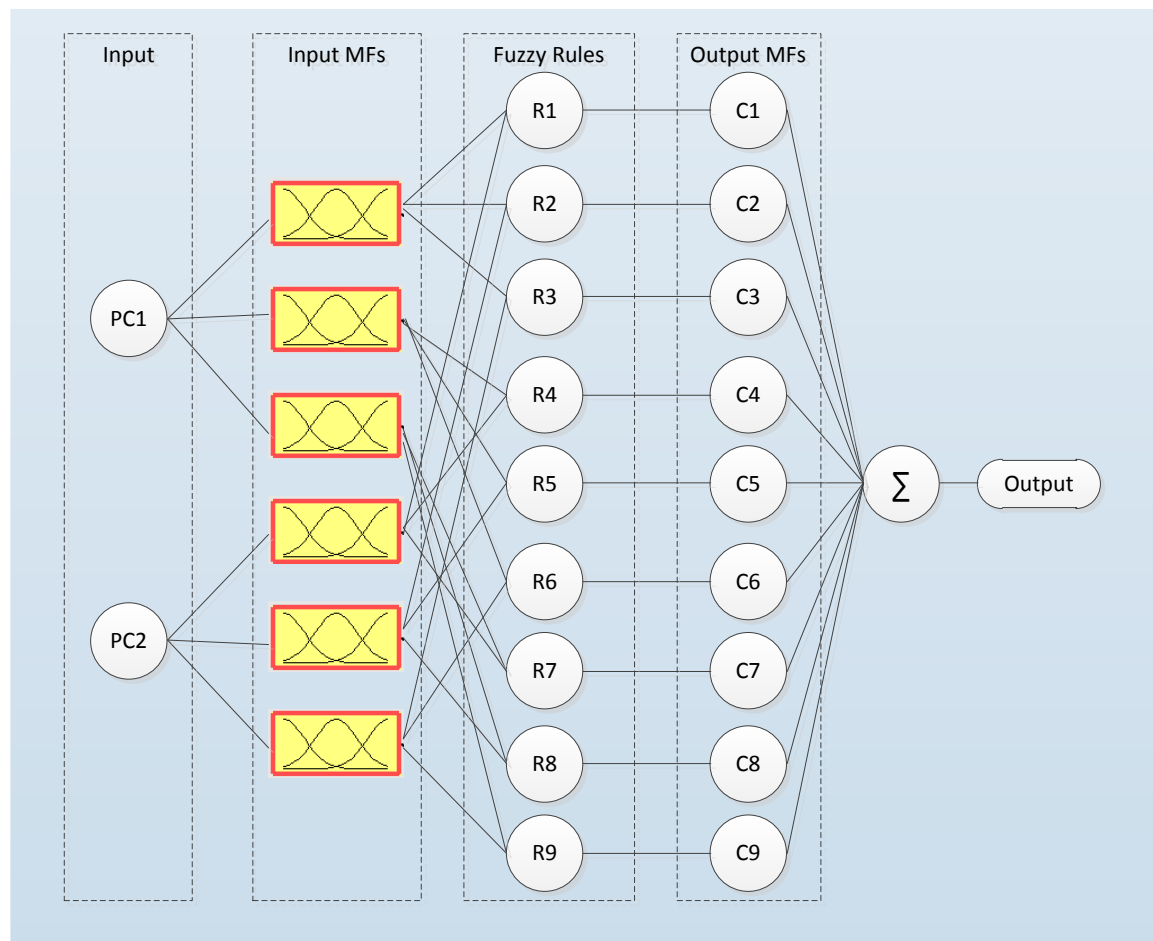 Input
Input MFs
Fuzzy Rules
Output MFs
PC1
PC2
R1
R2
R3
R4
R5
R6
R7
R8
R9
C1
C2
C3
C4
C5
C6
C7
C8
C9
∑
Output